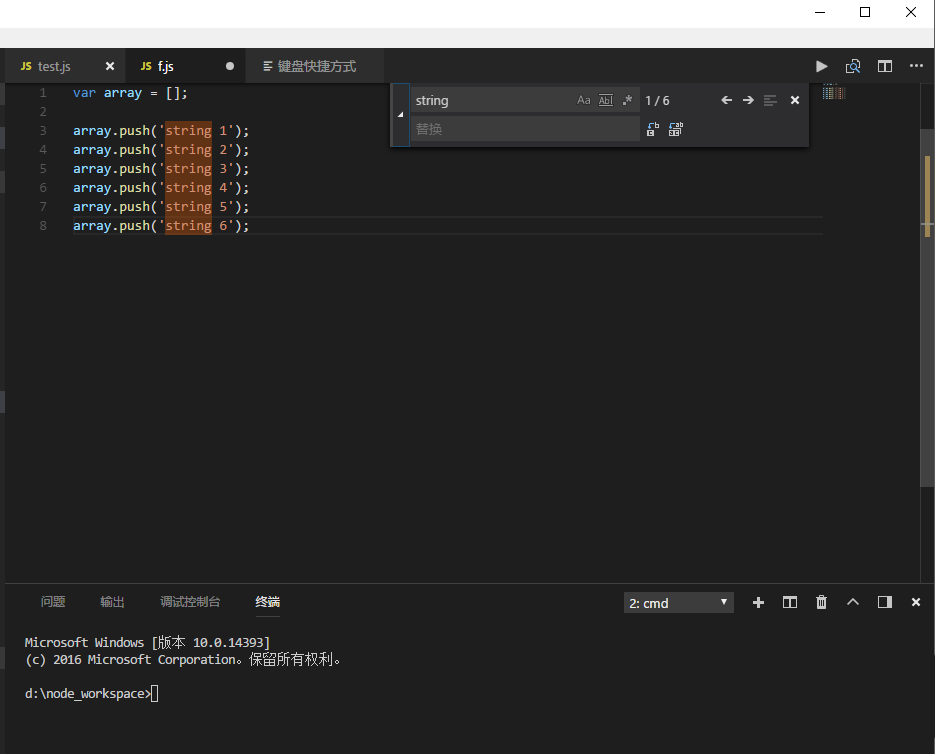 JS test.js
JS f.js
键盘快捷方式
string Aa Abl .* 1 / 6
替换
1 var array = [];
2
3 array.push('string 1');
4 array.push('string 2');
5 array.push('string 3');
6 array.push('string 4');
7 array.push('string 5');
8 array.push('string 6');
问题 输出 调试控制台 终端 2: cmd
Microsoft Windows [版本 10.0.14393]
(c) 2016 Microsoft Corporation。保留所有权利。
d:\node_workspace>